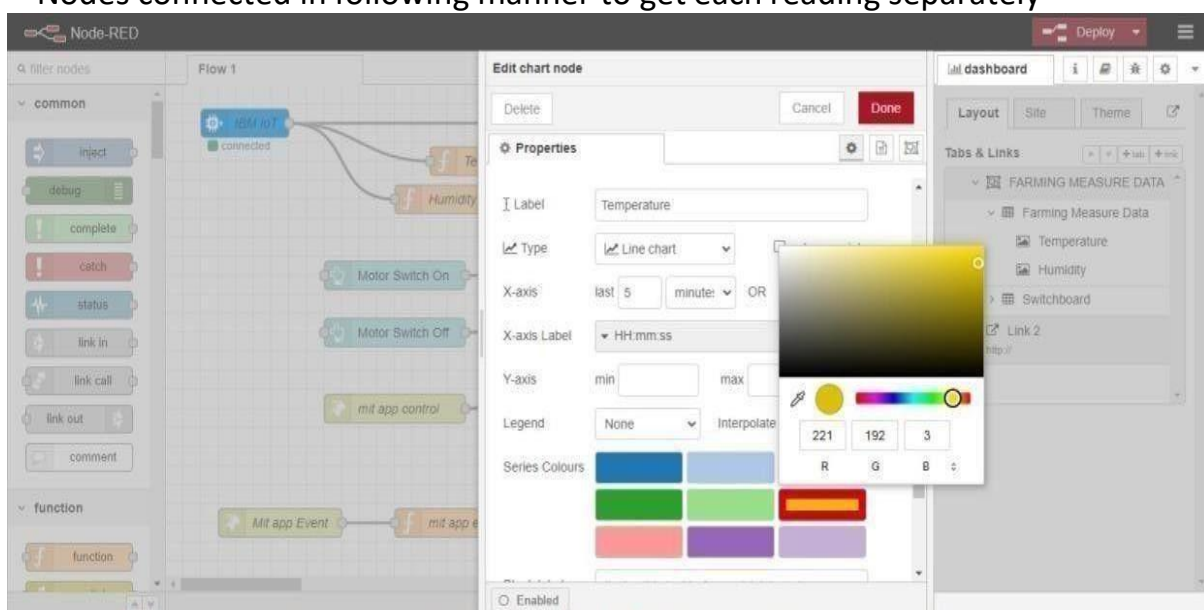 Nodes connected in following manner to get each reading separately
Node-RED
Deploy
filter nodes
Flow 1
Edit chart node
dashboard
common
Delete
Cancel
Done
Layout
Site
Theme
IBM IoT
connected
inject
Properties
Tabs & Links
tab
link
Te
debug
Humidity
Label
Temperature
FARMING MEASURE DATA
complete
Farming Measure Data
Type
Line chart
Temperature
catch
Motor Switch On
Humidity
X-axis
last 5
minute
OR
status
Switchboard
Motor Switch Off
X-axis Label
HH:mm:ss
Link 2
link in
http://
Y-axis
min
max
link call
mit app control
Legend
None
Interpolate
link out
221
192
3
R
G
B
comment
Series Colours
function
Mit app Event
mit app e
function
Enabled